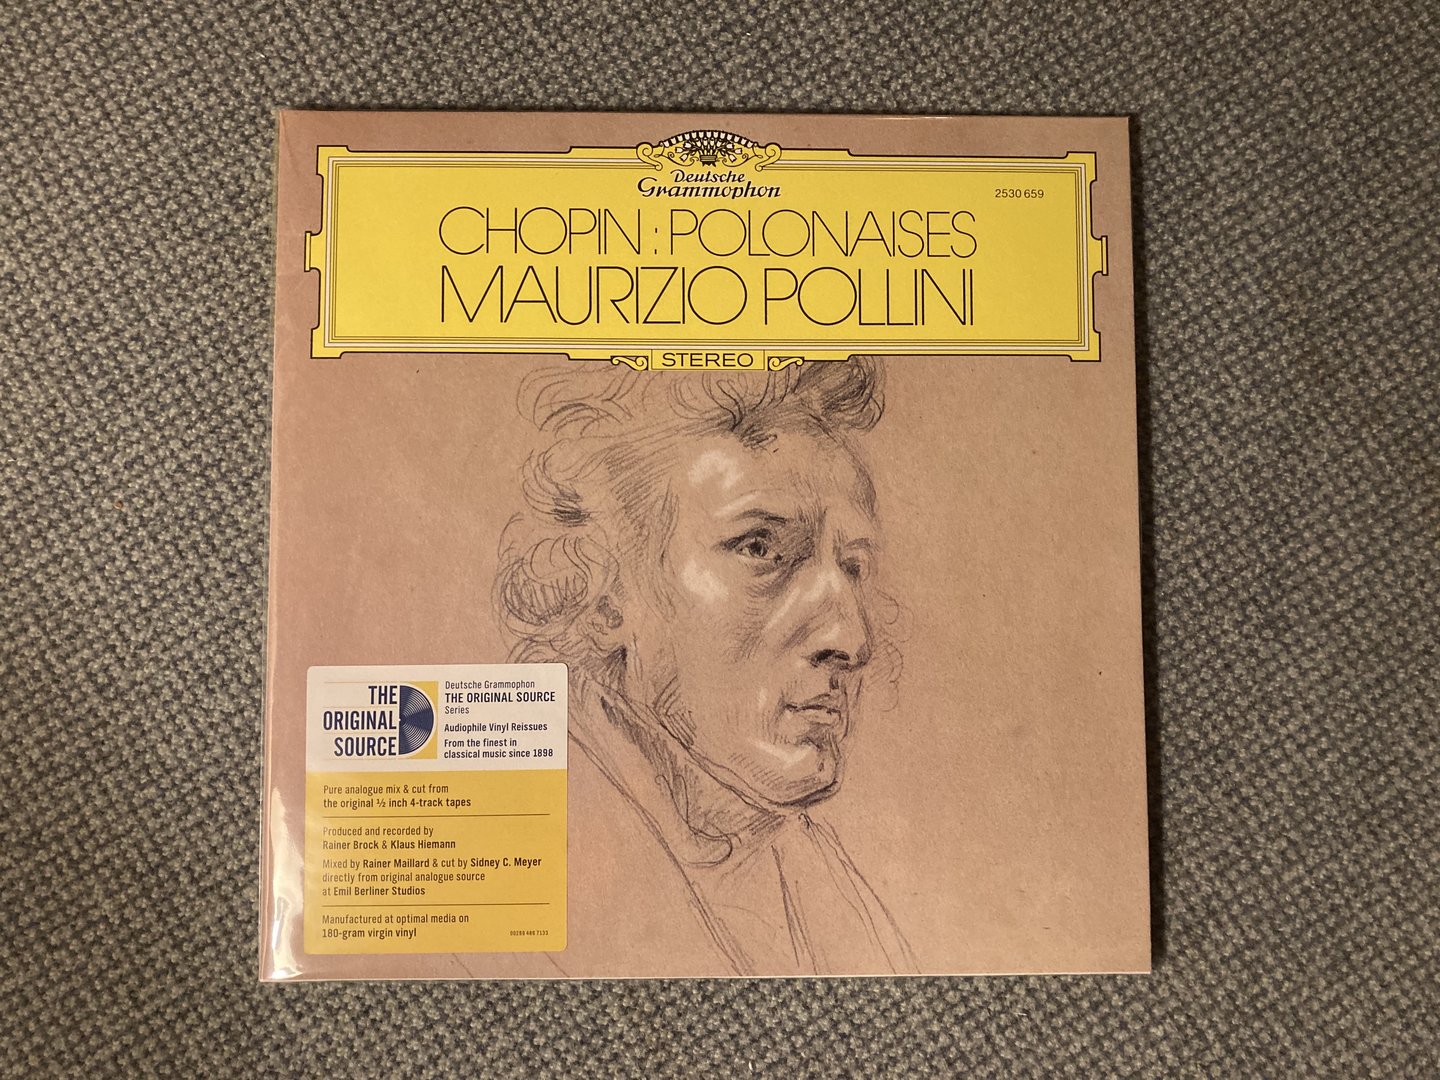 Deutsche
Grammophon
2530 659
CHOPIN : POLONAISES
MAURIZIO POLLINI
STEREO
THE
ORIGINAL
SOURCE
Deutsche Grammophon
THE ORIGINAL SOURCE
Series
Audiophile Vinyl Reissues
From the finest in
classical music since 1898
Pure analogue mix & cut from
the original ½ inch 4-track tapes
Produced and recorded by
Rainer Brock & Klaus Hiemann
Mixed by Rainer Maillard & cut by Sidney C. Meyer
directly from original analogue source
at Emil Berliner Studios
Manufactured at optimal media on
180-gram virgin vinyl
00289 486 7133